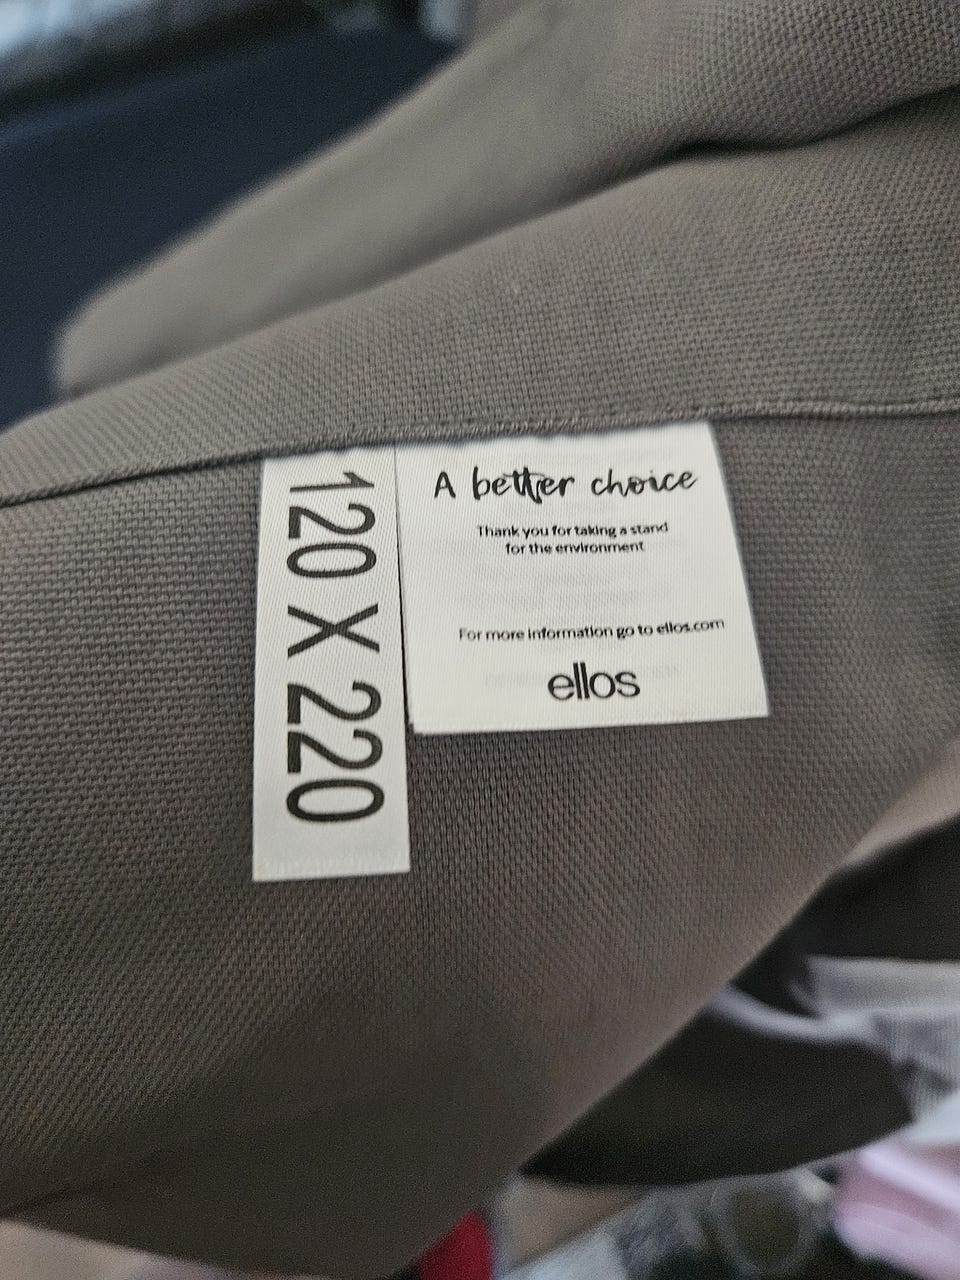 120 X 220
A better choice
Thank you for taking a stand
for the environment
For more information go to ellos.com
ellos